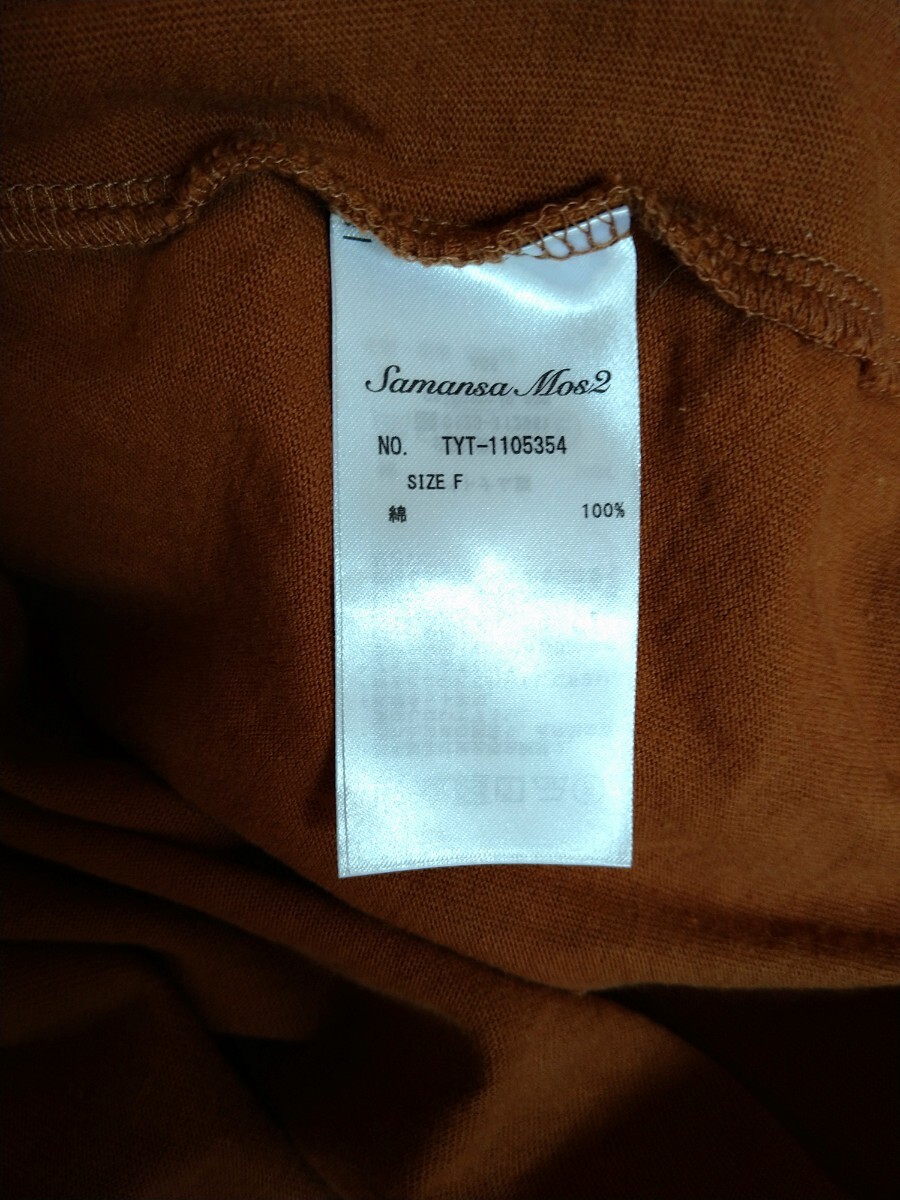 Samansa Mos2
NO. TYT-1105354
SIZE F
綿 100%